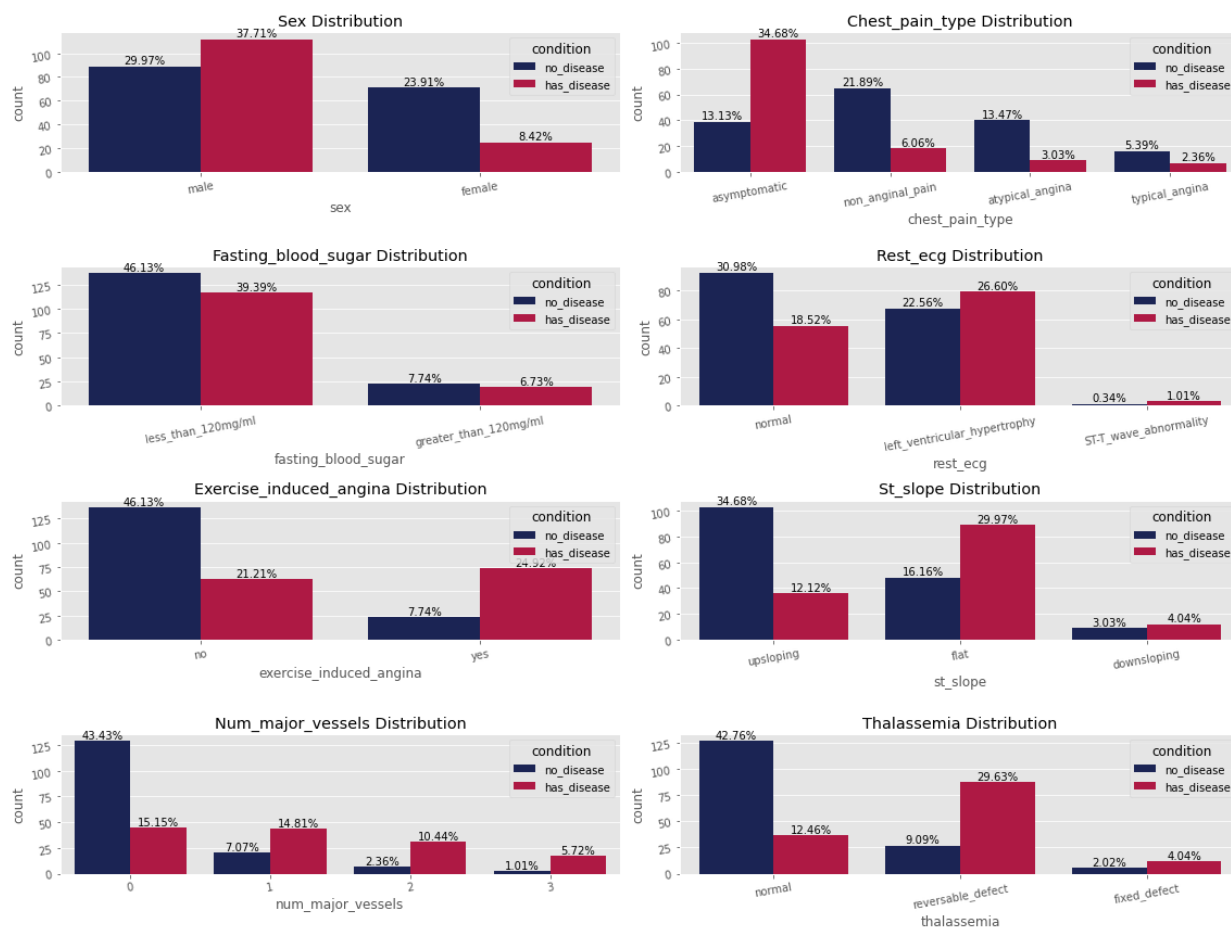 Sex Distribution
37.71%
29.97%
23.91%
8.42%
condition
no_disease
has_disease
100
80
60
40
20
0
count
male
female
sex
Chest_pain_type Distribution
34.68%
21.89%
13.13%
13.47%
6.06%
3.03%
5.39%
2.36%
condition
no_disease
has_disease
100
80
60
40
20
0
count
asymptomatic
non_anginal_pain
atypical_angina
typical_angina
chest_pain_type
Fasting_blood_sugar Distribution
46.13%
39.39%
7.74%
6.73%
condition
no_disease
has_disease
125
100
75
50
25
0
count
less_than_120mg/ml
greater_than_120mg/ml
fasting_blood_sugar
Rest_ecg Distribution
30.98%
18.52%
22.56%
26.60%
0.34%
1.01%
condition
no_disease
has_disease
80
60
40
20
0
count
normal
left_ventricular_hypertrophy
ST-T_wave_abnormality
rest_ecg
Exercise_induced_angina Distribution
46.13%
21.21%
7.74%
24.92%
condition
no_disease
has_disease
125
100
75
50
25
0
count
no
yes
exercise_induced_angina
St_slope Distribution
34.68%
12.12%
16.16%
29.97%
3.03%
4.04%
condition
no_disease
has_disease
100
80
60
40
20
0
count
upsloping
flat
downsloping
st_slope
Num_major_vessels Distribution
43.43%
15.15%
7.07%
14.81%
2.36%
10.44%
1.01%
5.72%
condition
no_disease
has_disease
125
100
75
50
25
0
count
0
1
2
3
num_major_vessels
Thalassemia Distribution
42.76%
12.46%
9.09%
29.63%
2.02%
4.04%
condition
no_disease
has_disease
125
100
75
50
25
0
count
normal
reversable_defect
fixed_defect
thalassemia